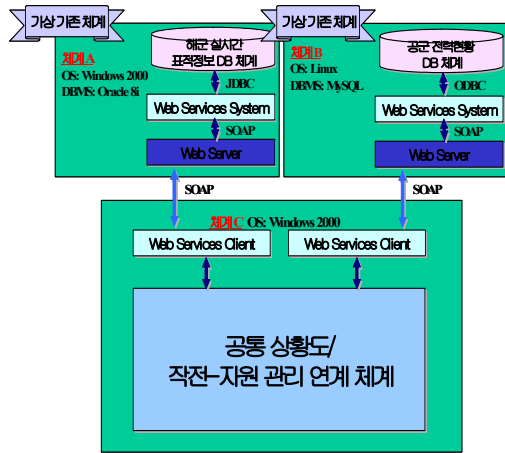 가상 기존 체계
가상 기존 체계
체계 A
OS: Windows 2000
DBMS: Oracle 8i
해군 실시간
표적정보 DB 체계
JDBC
Web Services System
SOAP
Web Server
체계 B
OS: Linux
DBMS: MySQL
공군 전력현황
DB 체계
ODBC
Web Services System
SOAP
Web Server
SOAP
SOAP
체계 C OS: Windows 2000
Web Services Client
Web Services Client
공통 상황도/
작전-자원 관리 연계 체계